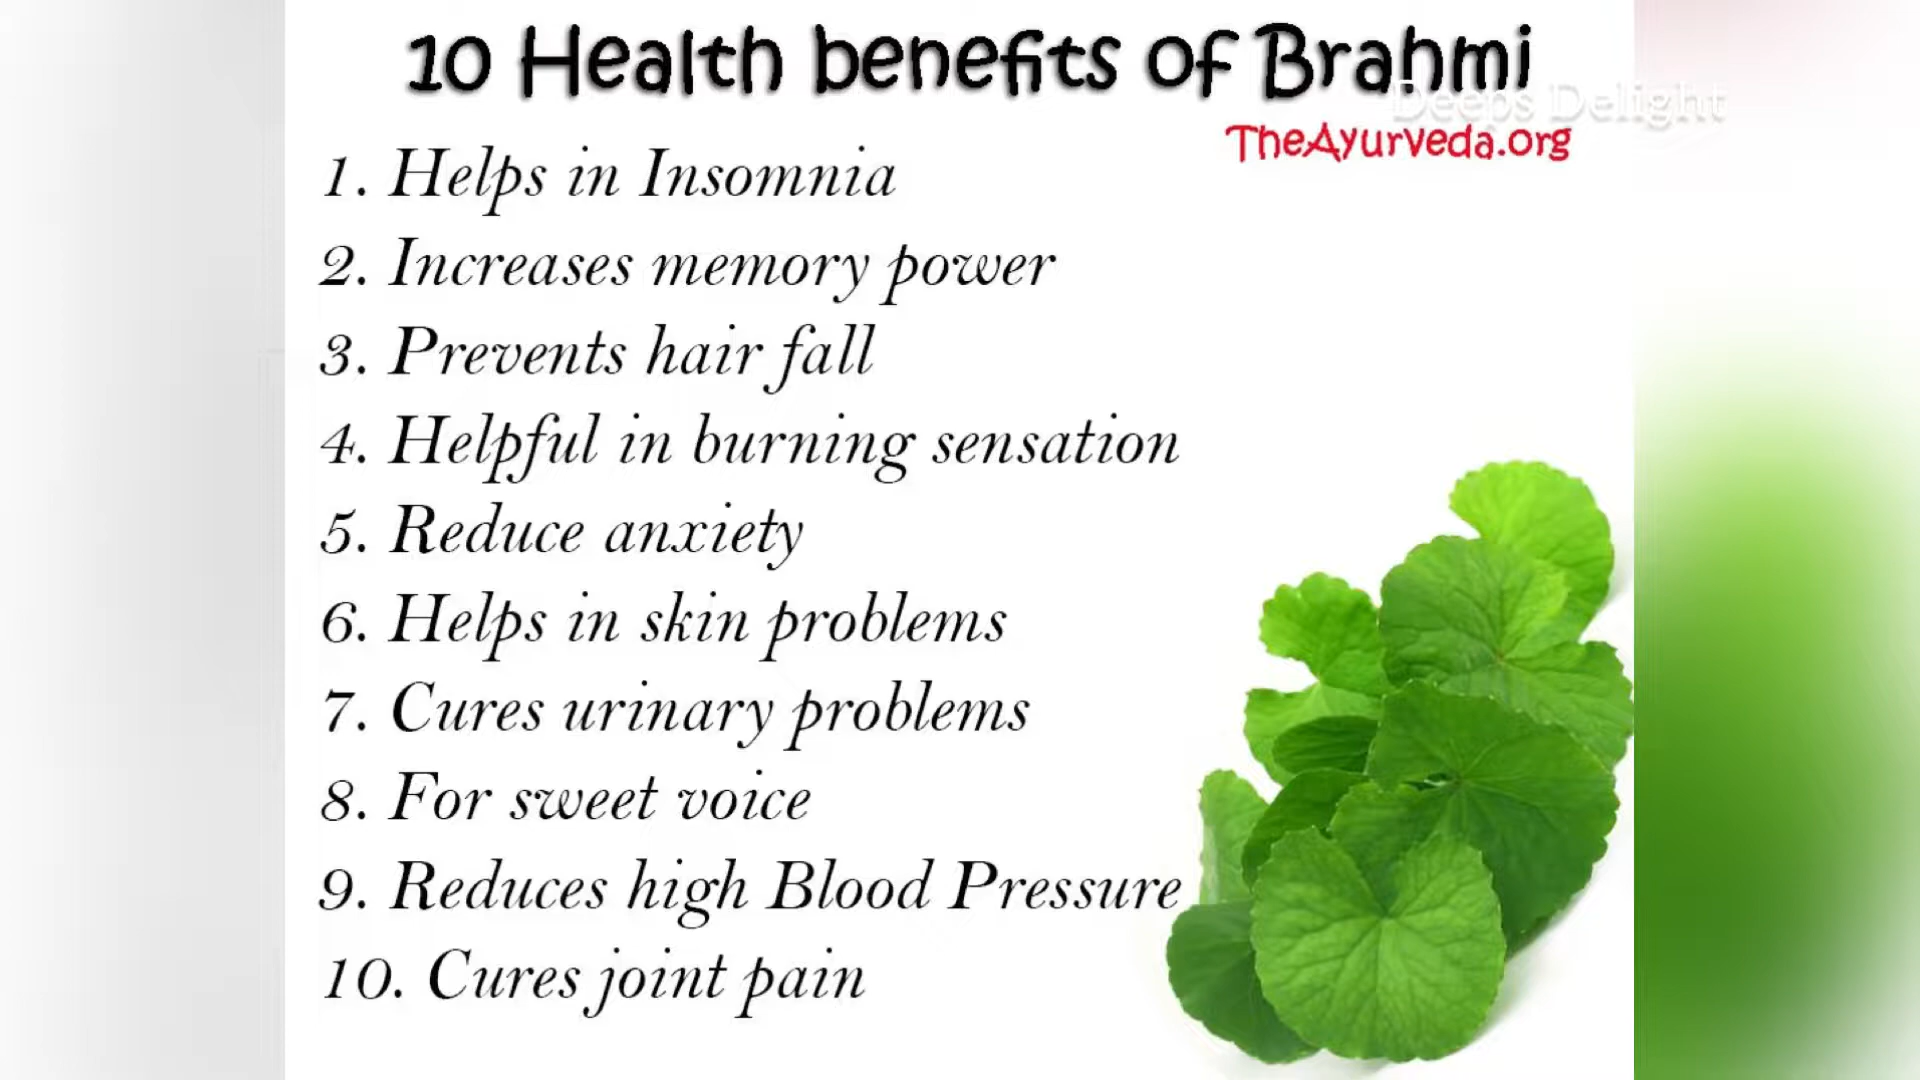 10 Health benefits of Brahmi
Deeps Delight
TheAyurveda.org
1. Helps in Insomnia
2. Increases memory power
3. Prevents hair fall
4. Helpful in burning sensation
5. Reduce anxiety
6. Helps in skin problems
7. Cures urinary problems
8. For sweet voice
9. Reduces high Blood Pressure
10. Cures joint pain